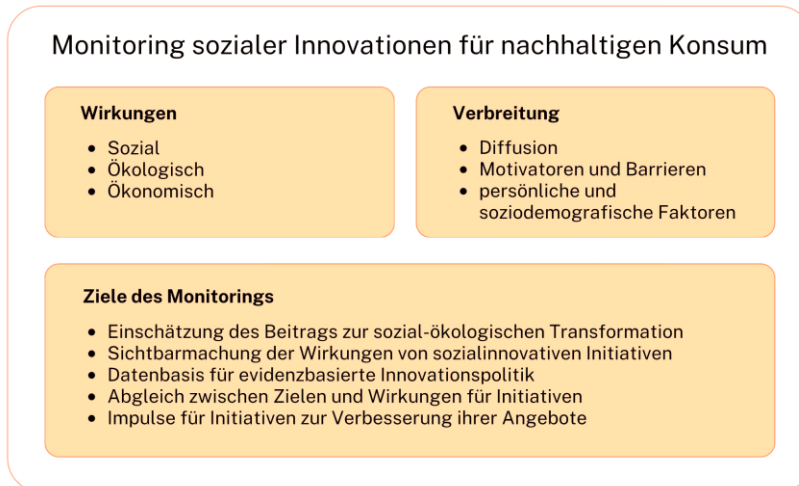 Monitoring sozialer Innovationen für nachhaltigen Konsum
Wirkungen
• Sozial
• Ökologisch
• Ökonomisch
Verbreitung
• Diffusion
• Motivatoren und Barrieren
• persönliche und
soziodemografische Faktoren
Ziele des Monitorings
• Einschätzung des Beitrags zur sozial-ökologischen Transformation
• Sichtbarmachung der Wirkungen von sozialinnovativen Initiativen
• Datenbasis für evidenzbasierte Innovationspolitik
• Abgleich zwischen Zielen und Wirkungen für Initiativen
• Impulse für Initiativen zur Verbesserung ihrer Angebote